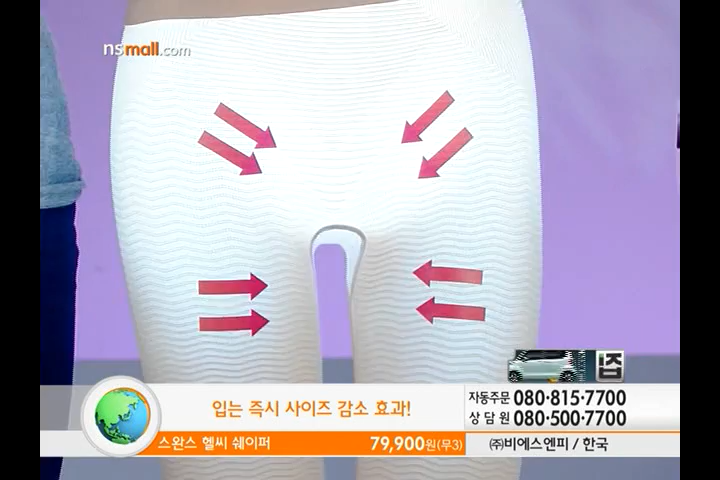 nsmall.com
집
입는 즉시 사이즈 감소 효과!
자동주문 080·815·7700
상 담 원 080·500·7700
스완스 헬씨 쉐이퍼 79,900원(무3)
㈜비에스엔피 / 한국